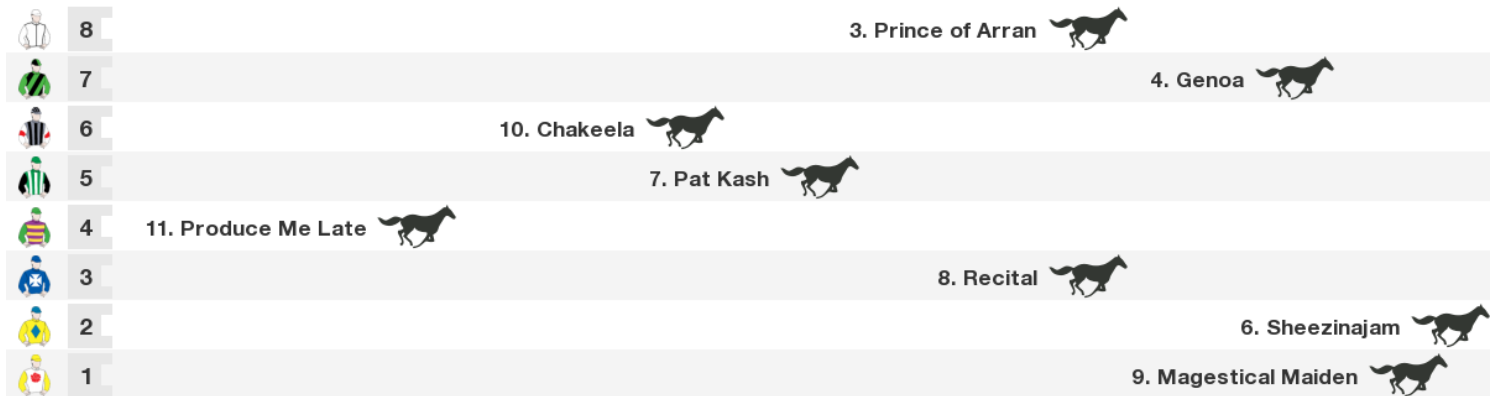 8 3. Prince of Arran
7 4. Genoa
6 10. Chakeela
5 7. Pat Kash
4 11. Produce Me Late
3 8. Recital
2 6. Sheezinajam
1 9. Magestical Maiden